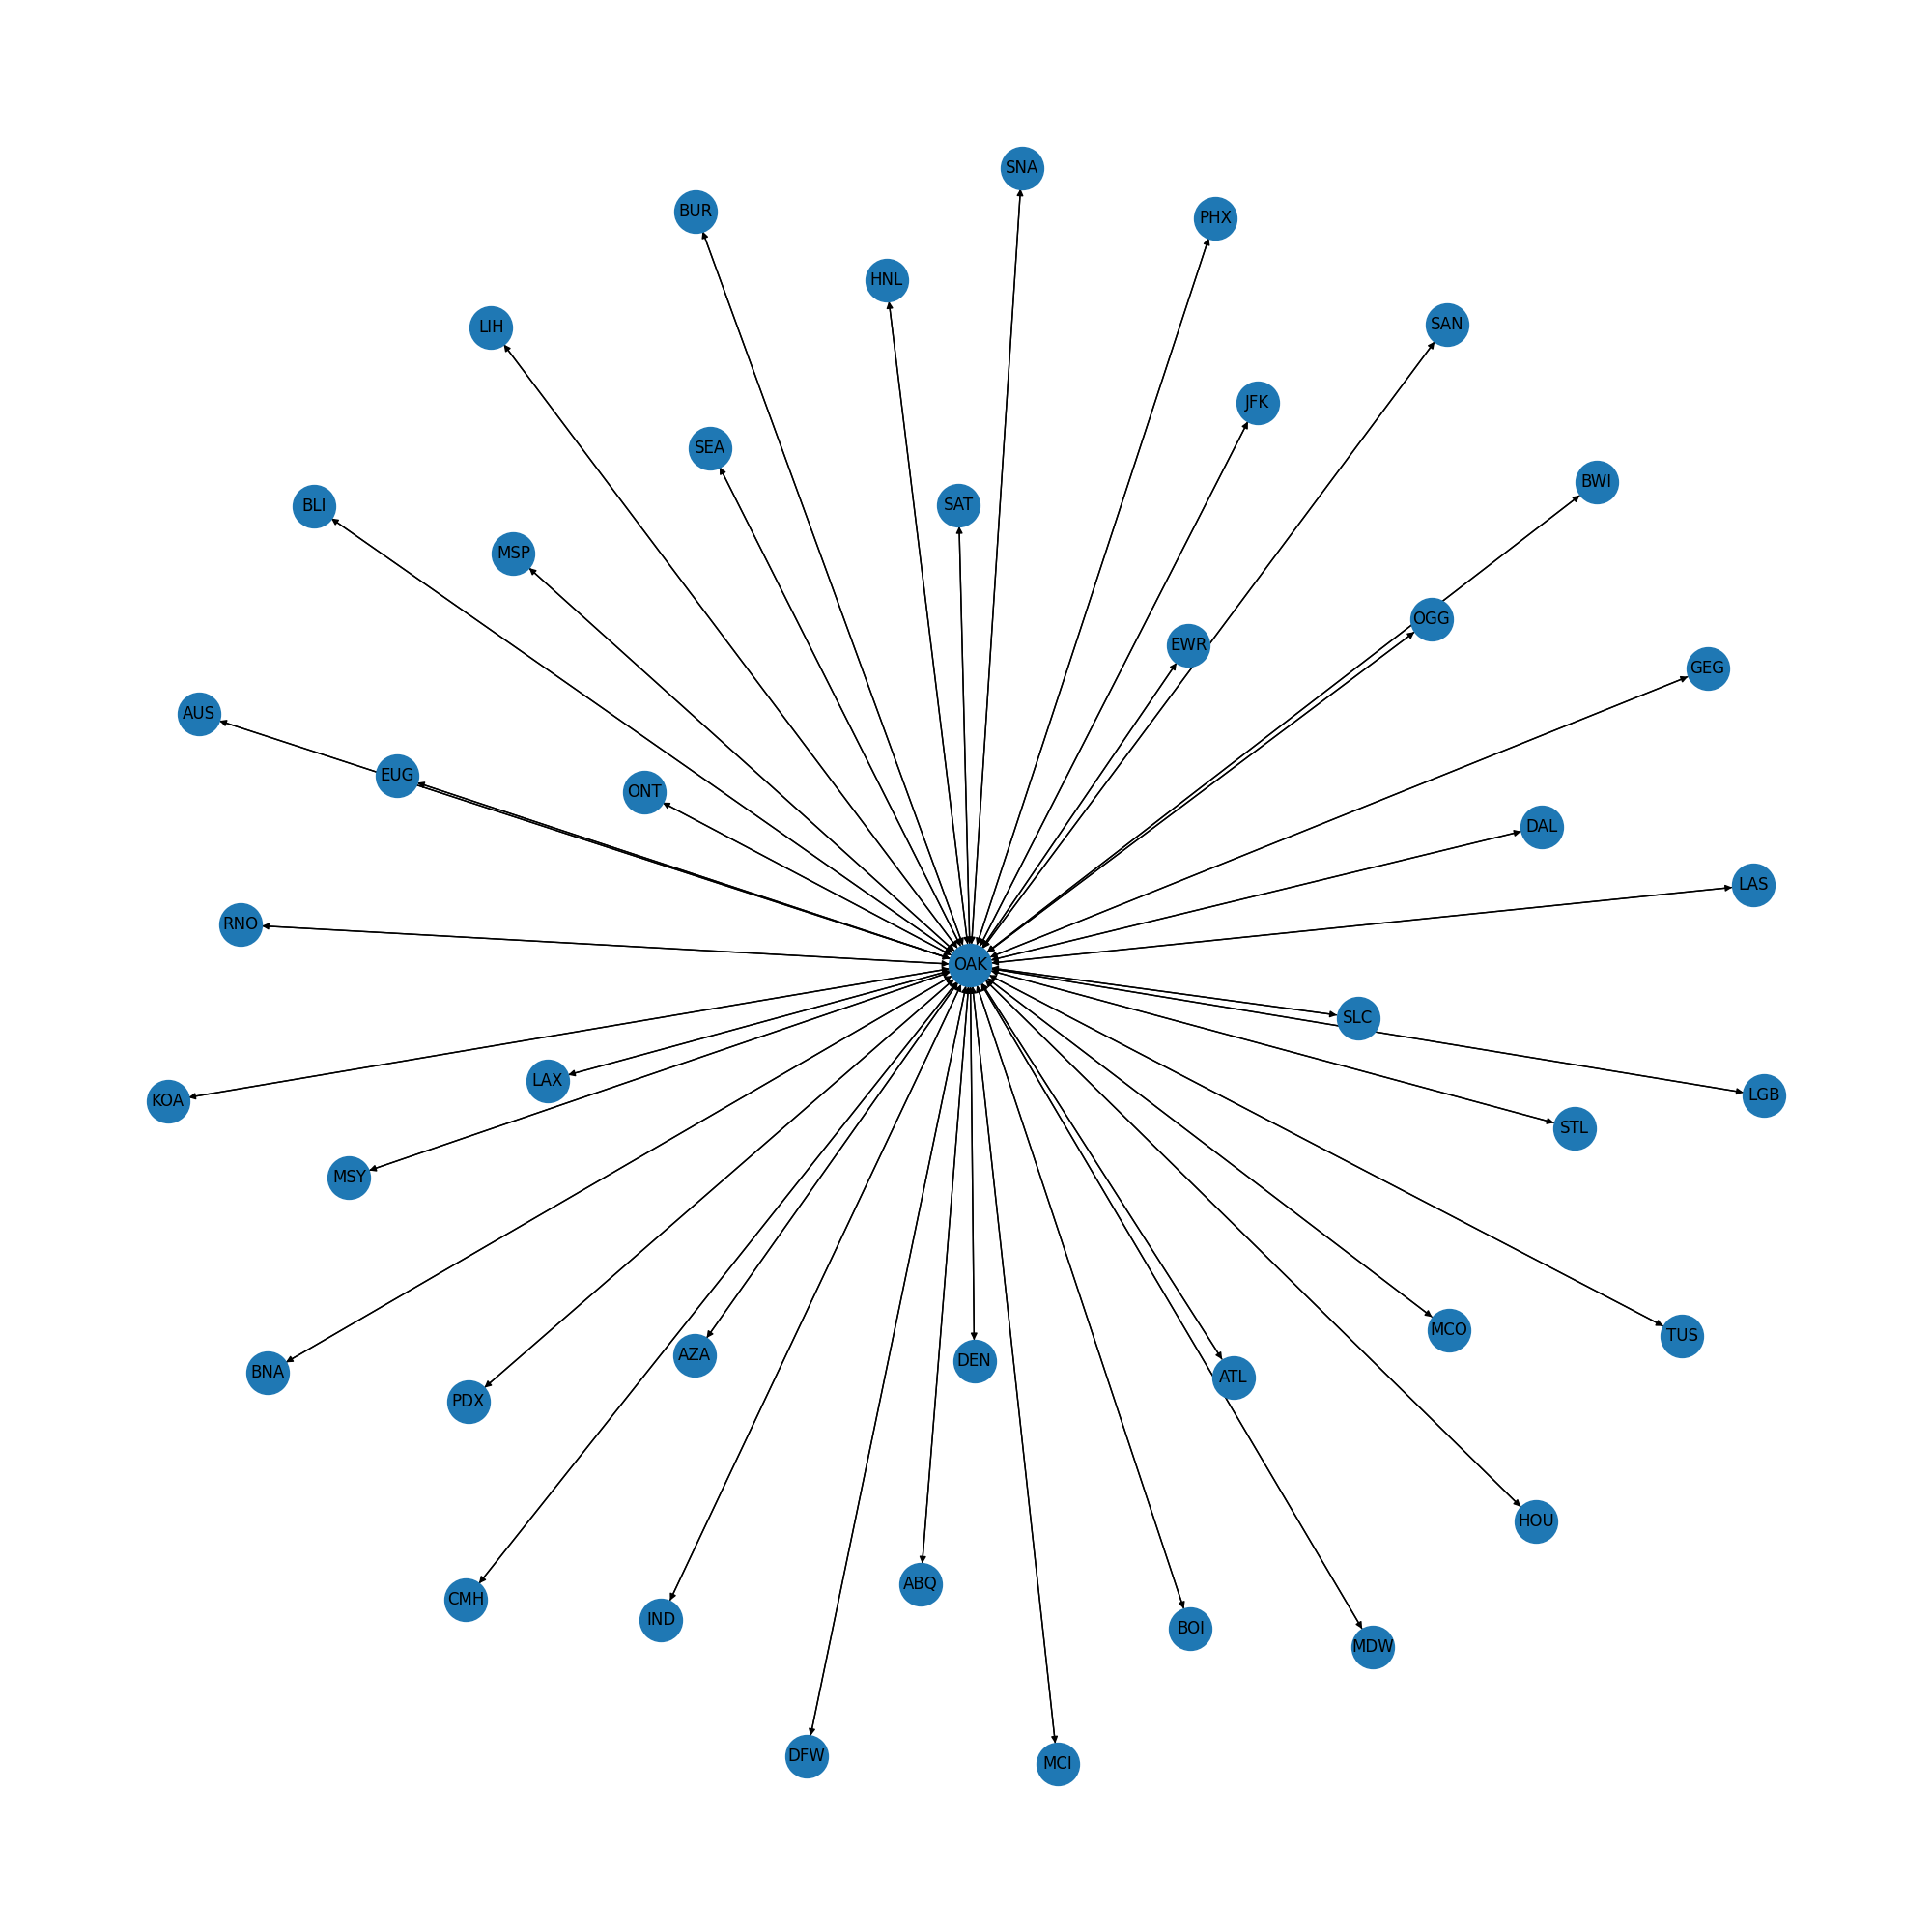 SNA
BUR
PHX
HNL
SAN
LIH
JFK
SEA
BWI
SAT
BLI
MSP
OGG
EWR
GEG
AUS
EUG
ONT
DAL
LAS
RNO
OAK
SLC
LAX
LGB
KOA
STL
MSY
MCO
TUS
AZA
DEN
BNA
ATL
PDX
HOU
ABQ
CMH
IND
BOI
MDW
DFW
MCI